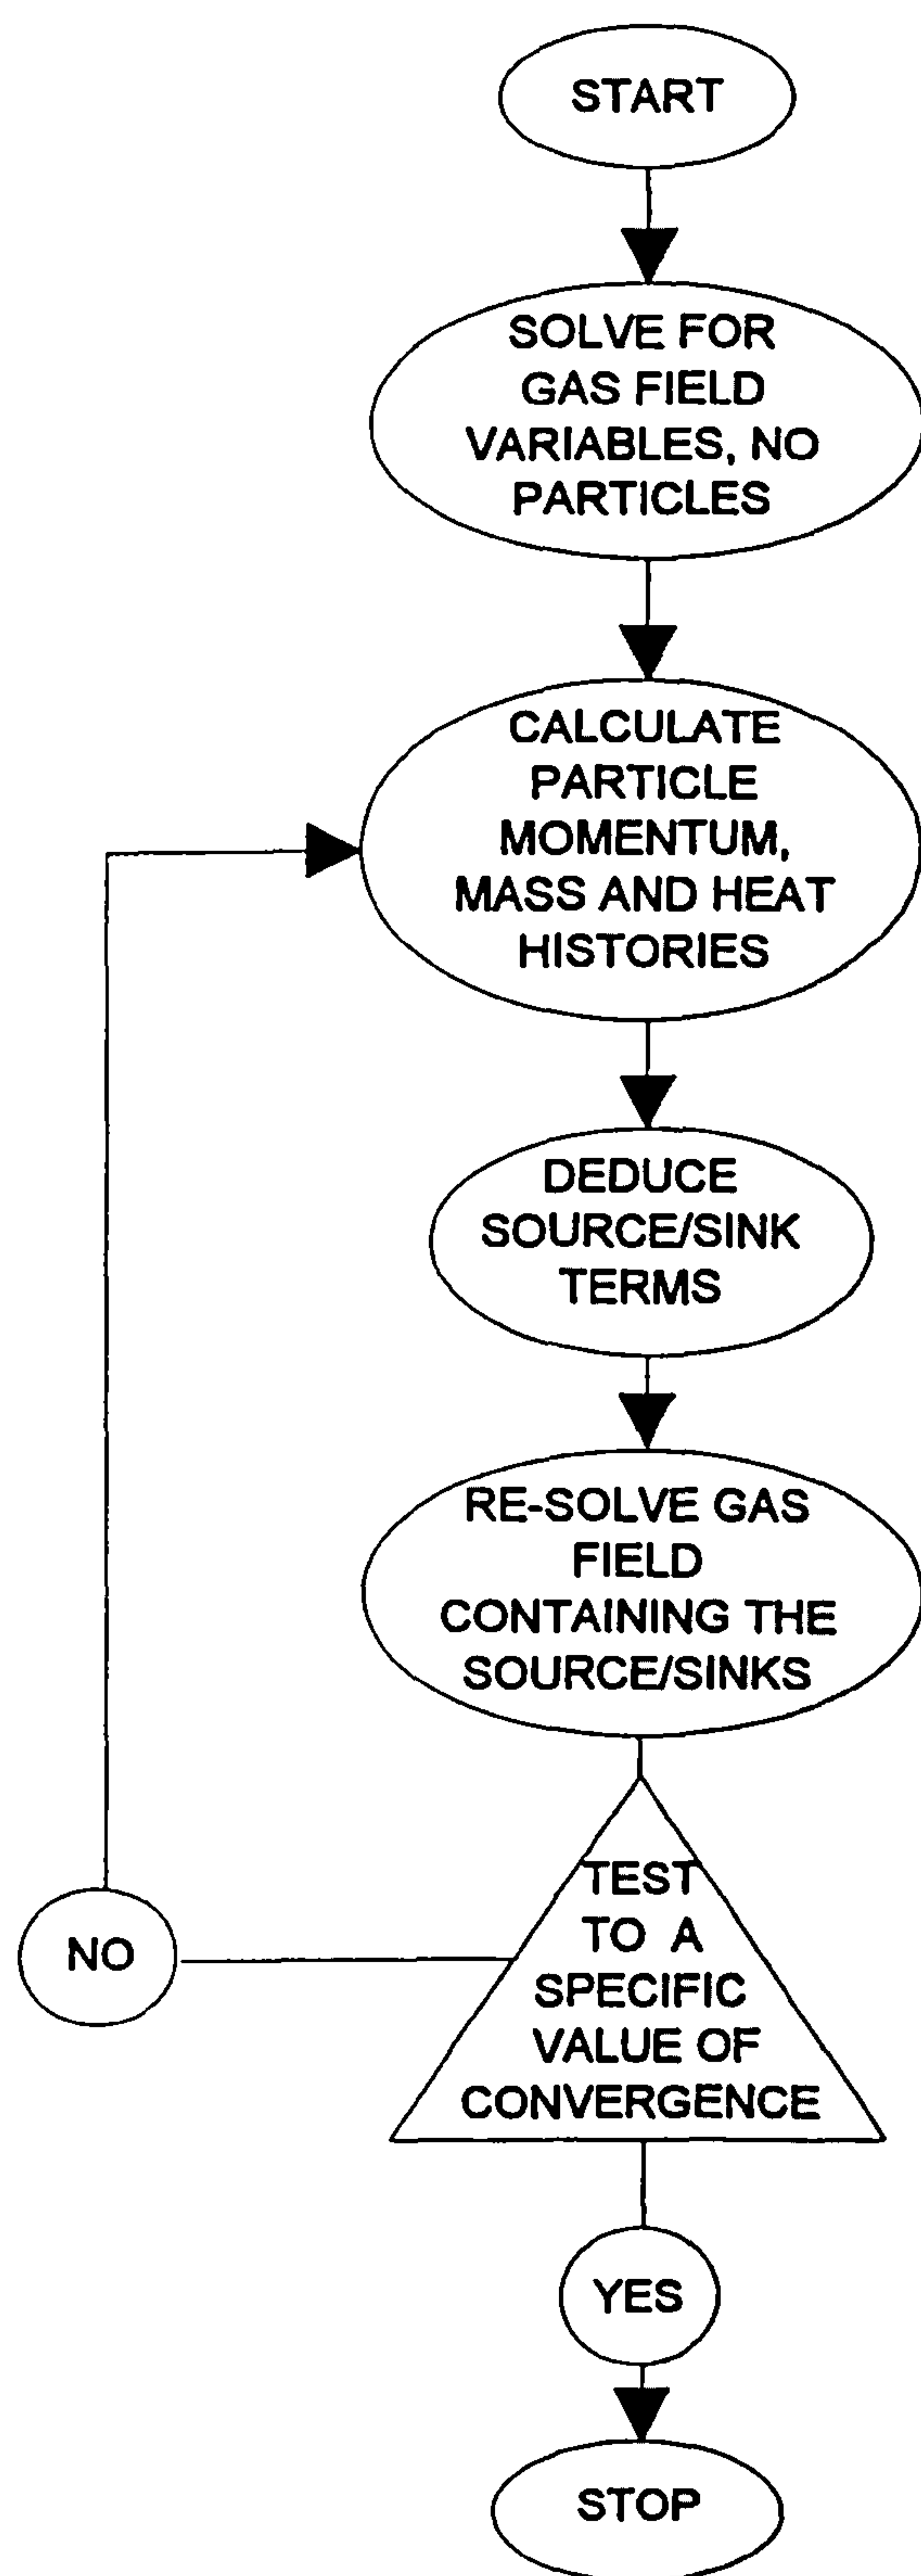 START
SOLVE FOR
GAS FIELD
VARIABLES, NO
PARTICLES
CALCULATE
PARTICLE
MOMENTUM,
MASS AND HEAT
HISTORIES
DEDUCE
SOURCE/SINK
TERMS
RE-SOLVE GAS
FIELD
CONTAINING THE
SOURCE/SINKS
TEST
TO A
SPECIFIC
VALUE OF
CONVERGENCE
NO
YES
STOP